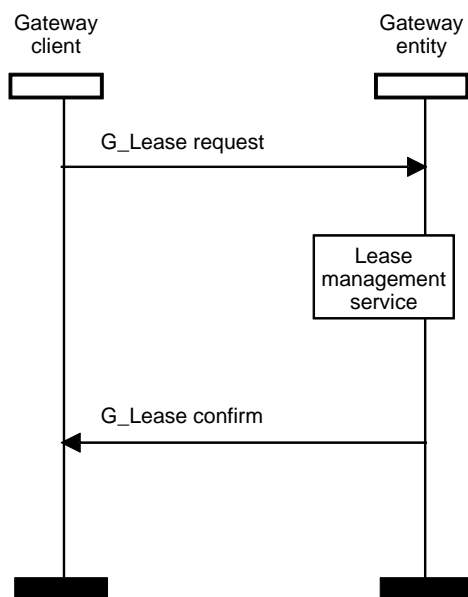 Gateway
client
Gateway
entity
G_Lease request
Lease
management
service
G_Lease confirm